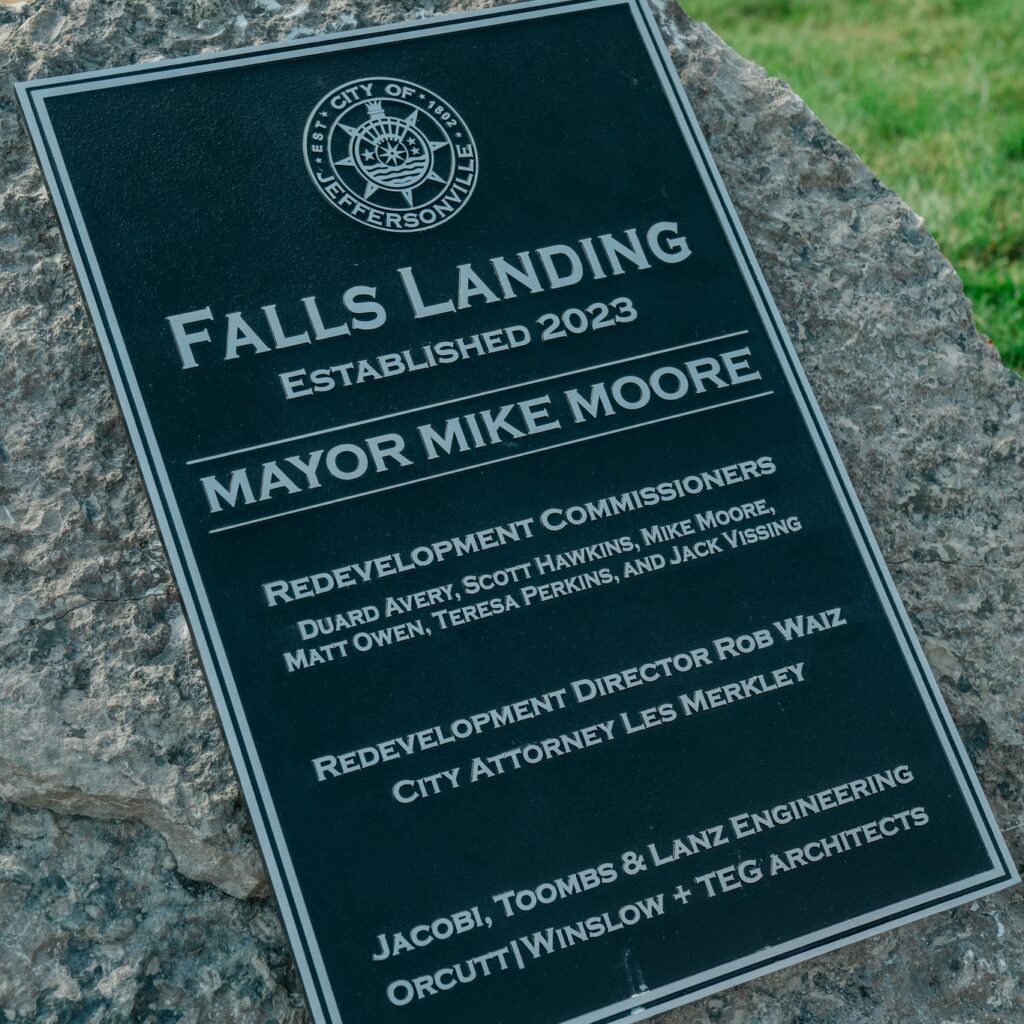 CITY OF
EST 1802
JEFFERSONVILLE
FALLS LANDING
ESTABLISHED 2023
MAYOR MIKE MOORE
REDEVELOPMENT COMMISSIONERS
DUARD AVERY, SCOTT HAWKINS, MIKE MOORE,
MATT OWEN, TERESA PERKINS, AND JACK VISSING
REDEVELOPMENT DIRECTOR ROB WAIZ
CITY ATTORNEY LES MERKLEY
JACOBI, TOOMBS & LANZ ENGINEERING
ORCUTT|WINSLOW + TEG ARCHITECTS